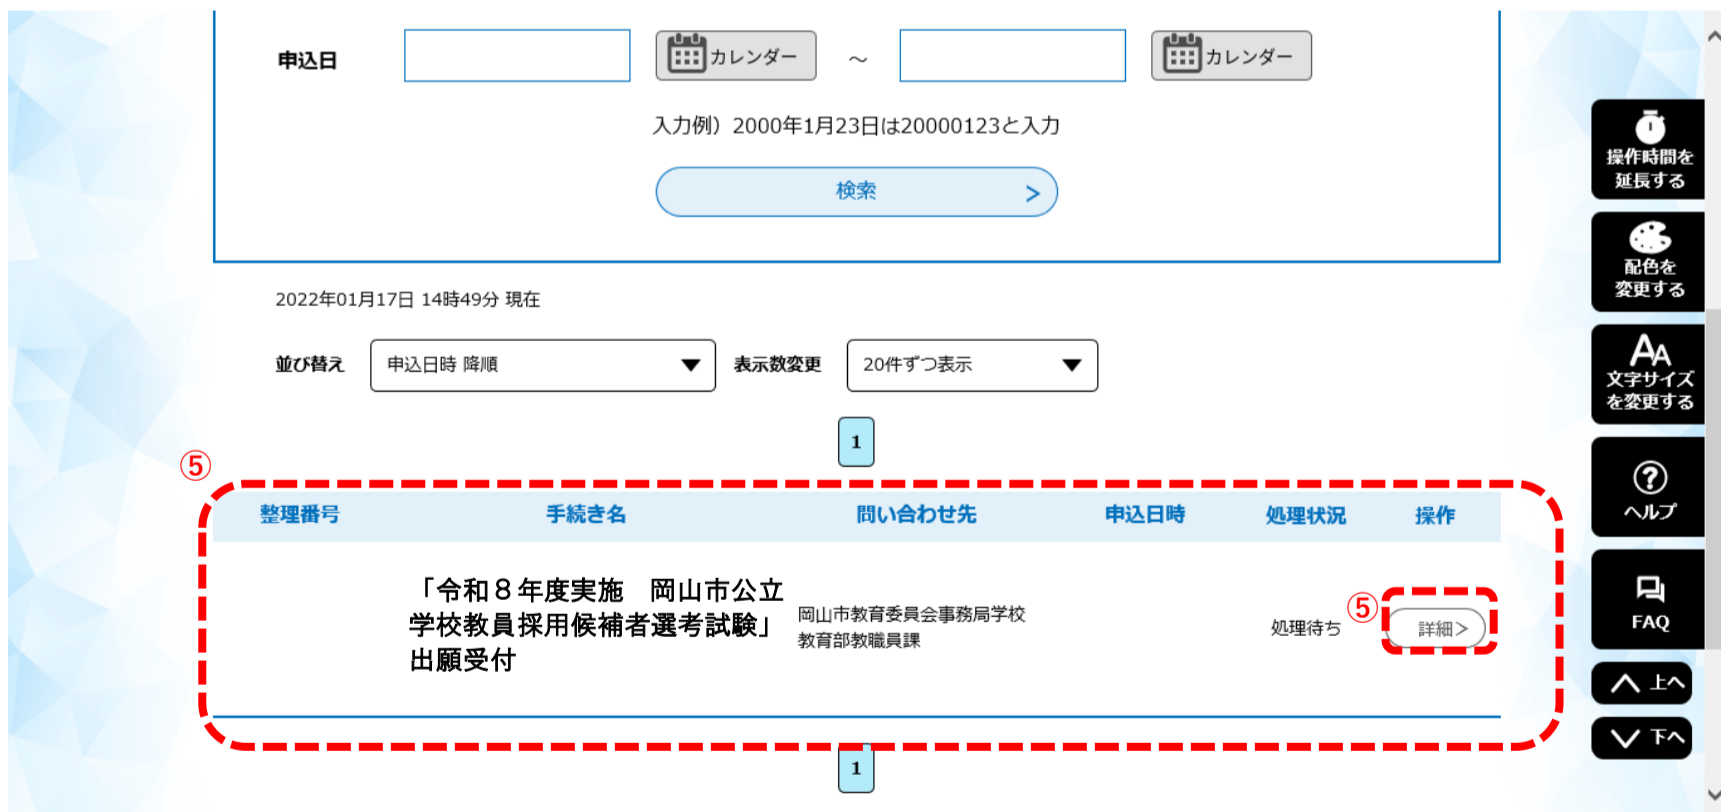 申込日
カレンダー
～
カレンダー
入力例）2000年1月23日は20000123と入力
検索 >
2022年01月17日 14時49分 現在
並び替え
申込日時 降順 ▼
表示数変更
20件ずつ表示 ▼
1
⑤
整理番号 手続き名 問い合わせ先 申込日時 処理状況 操作
「令和８年度実施　岡山市公立
学校教員採用候補者選考試験」
出願受付
岡山市教育委員会事務局学校
教育部教職員課
処理待ち
⑤
詳細>
1
操作時間を
延長する
配色を
変更する
AA
文字サイズ
を変更する
?
ヘルプ
FAQ
上へ
下へ